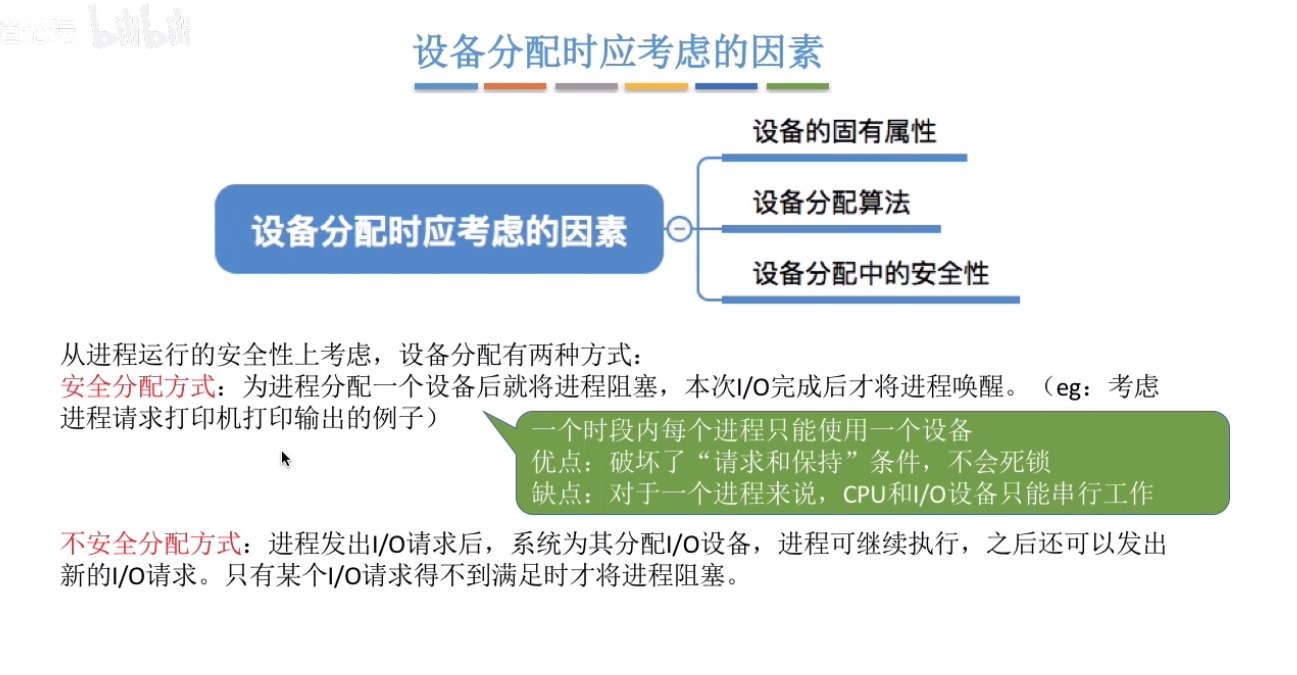 bilibili
设备分配时应考虑的因素
设备的固有属性
设备分配时应考虑的因素
设备分配算法
设备分配中的安全性
从进程运行的安全性上考虑，设备分配有两种方式：
安全分配方式：为进程分配一个设备后就将进程阻塞，本次I/O完成后才将进程唤醒。（eg：考虑
进程请求打印机打印输出的例子）
一个时段内每个进程只能使用一个设备
优点：破坏了“请求和保持”条件，不会死锁
缺点：对于一个进程来说，CPU和I/O设备只能串行工作
不安全分配方式：进程发出I/O请求后，系统为其分配I/O设备，进程可继续执行，之后还可以发出
新的I/O请求。只有某个I/O请求得不到满足时才将进程阻塞。